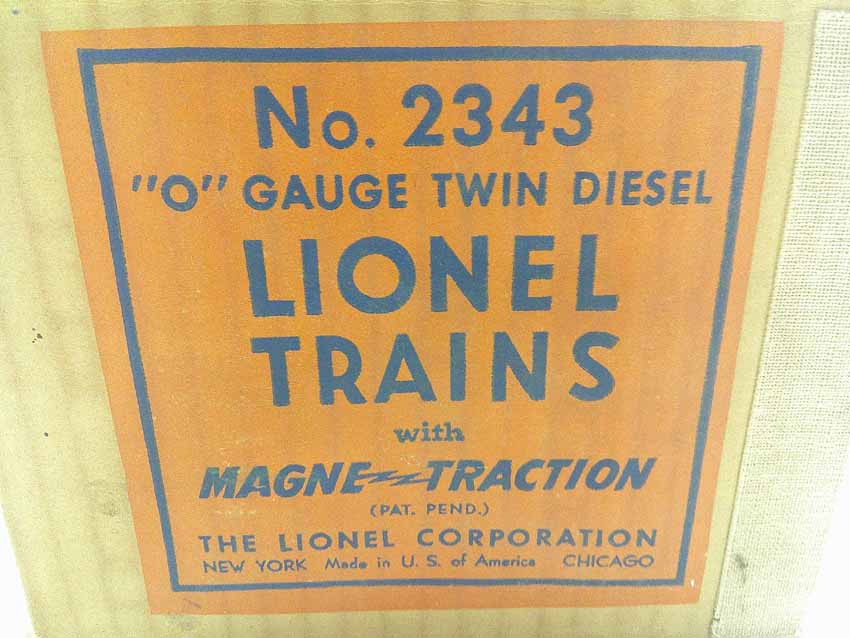 No. 2343
"O" GAUGE TWIN DIESEL
LIONEL
TRAINS
with
MAGNE-TRACTION
(PAT. PEND.)
THE LIONEL CORPORATION
NEW YORK Made in U. S. of America CHICAGO